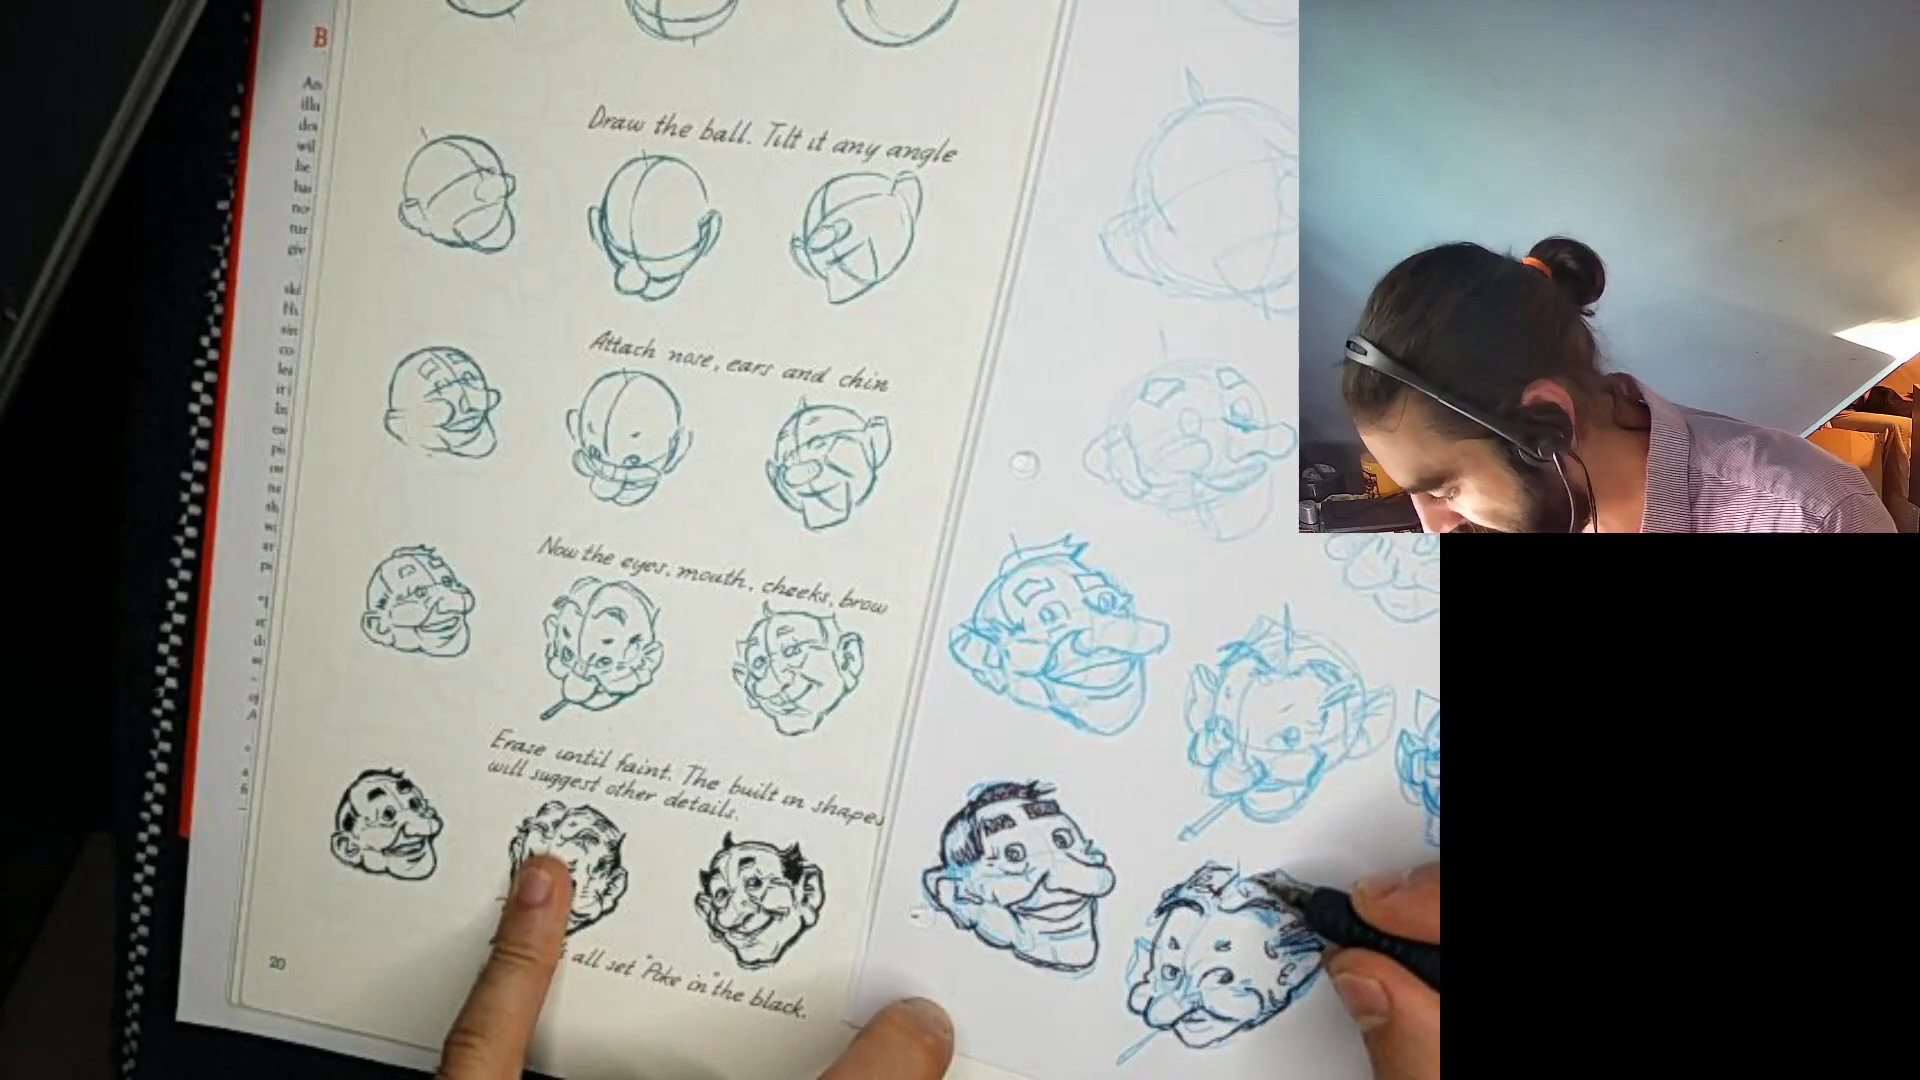 B
Draw the ball. Tilt it any angle
Attach nose, ears and chin
Now the eyes, mouth, cheeks, brow
Erase until faint. The built in shapes
will suggest other details.
all set "Poke in" the black.
20